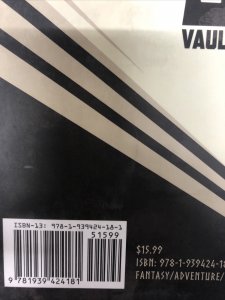 VAUL
ISBN-13: 978-1-939424-18-1
51599
9 781939 424181
$15.99
ISBN: 978-1-939424-18
FANTASY/ADVENTURE/